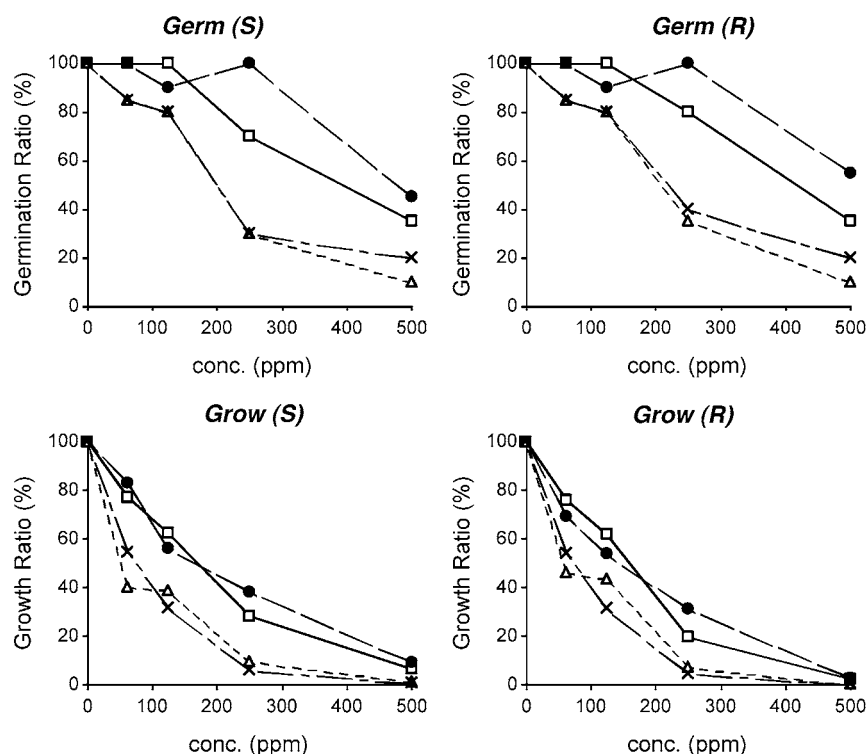 Germ (S)
Germination Ratio (%)
100
80
60
40
20
0
0 100 200 300 400 500
conc. (ppm)
Germ (R)
Germination Ratio (%)
100
80
60
40
20
0
0 100 200 300 400 500
conc. (ppm)
Grow (S)
Growth Ratio (%)
100
80
60
40
20
0
0 100 200 300 400 500
conc. (ppm)
Grow (R)
Growth Ratio (%)
100
80
60
40
20
0
0 100 200 300 400 500
conc. (ppm)